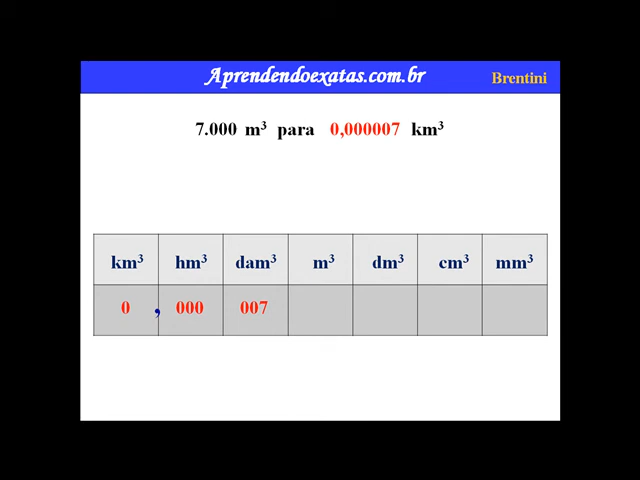 Aprendendoexatas.com.br Brentini
7.000 m³ para 0,000007 km³
km³ hm³ dam³ m³ dm³ cm³ mm³
0 , 000 007